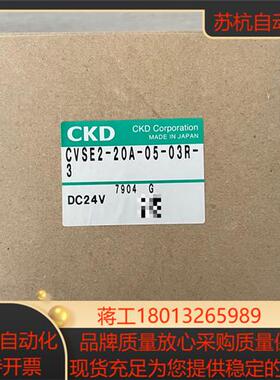 苏杭自动
CKD
CKD Corporation
MADE IN JAPAN
CVSE2-20A-05-03R-
3
7904 G
DC24V
蒋工18013265989
自动化
品牌质量放心采购质量保
开票
现货充足为您提供稳定可